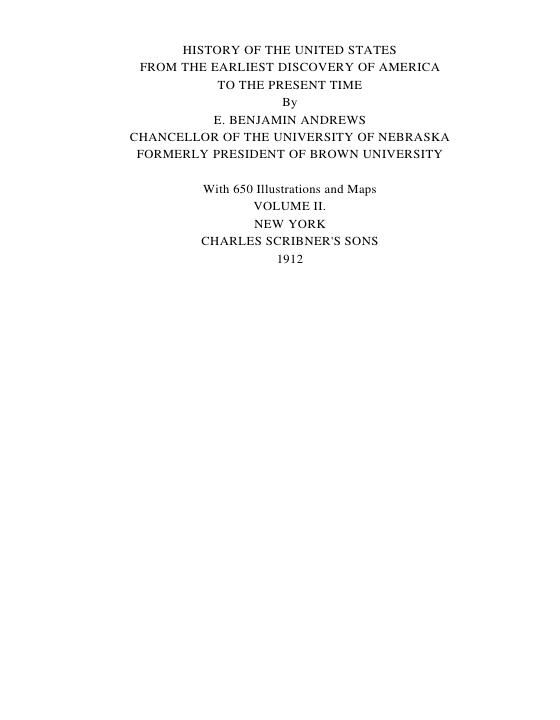 HISTORY OF THE UNITED STATES
FROM THE EARLIEST DISCOVERY OF AMERICA
TO THE PRESENT TIME
By
E. BENJAMIN ANDREWS
CHANCELLOR OF THE UNIVERSITY OF NEBRASKA
FORMERLY PRESIDENT OF BROWN UNIVERSITY
With 650 Illustrations and Maps
VOLUME II.
NEW YORK
CHARLES SCRIBNER'S SONS
1912